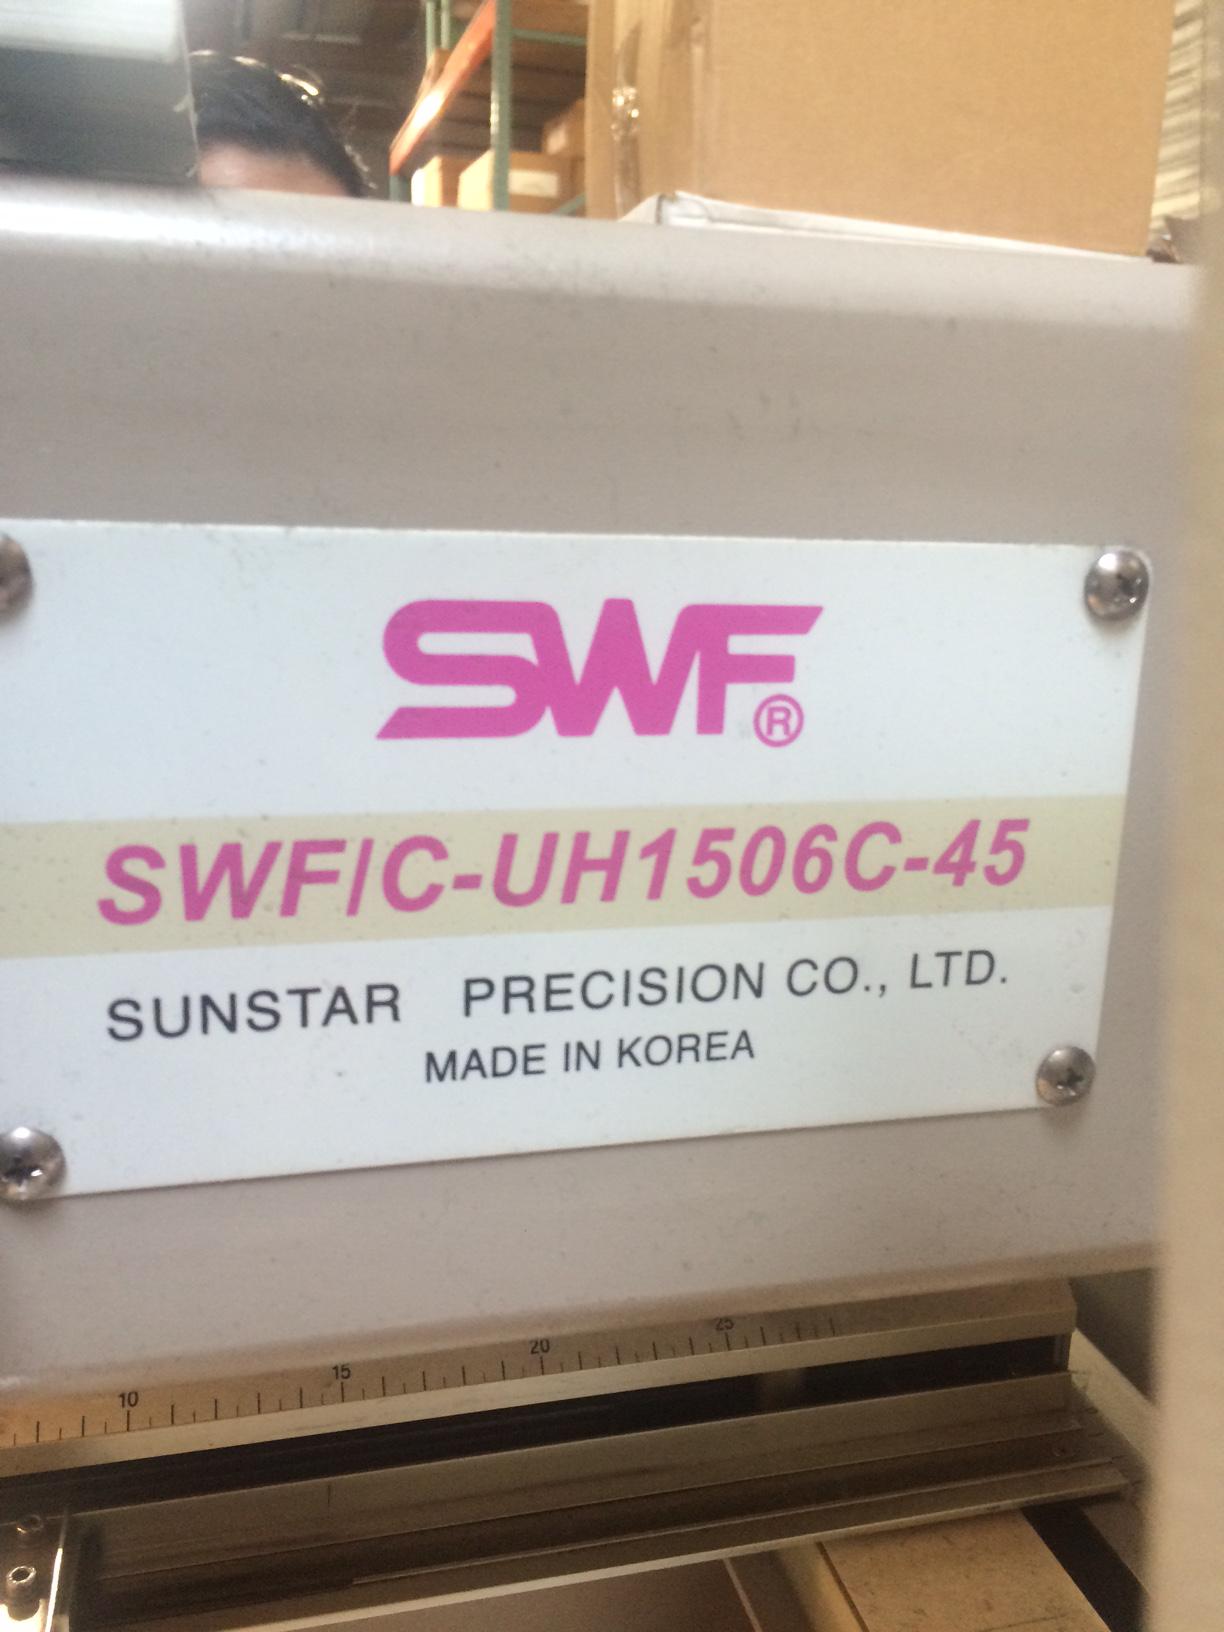 SWF®
SWF/C-UH1506C-45
SUNSTAR PRECISION CO., LTD.
MADE IN KOREA
10 15 20 25